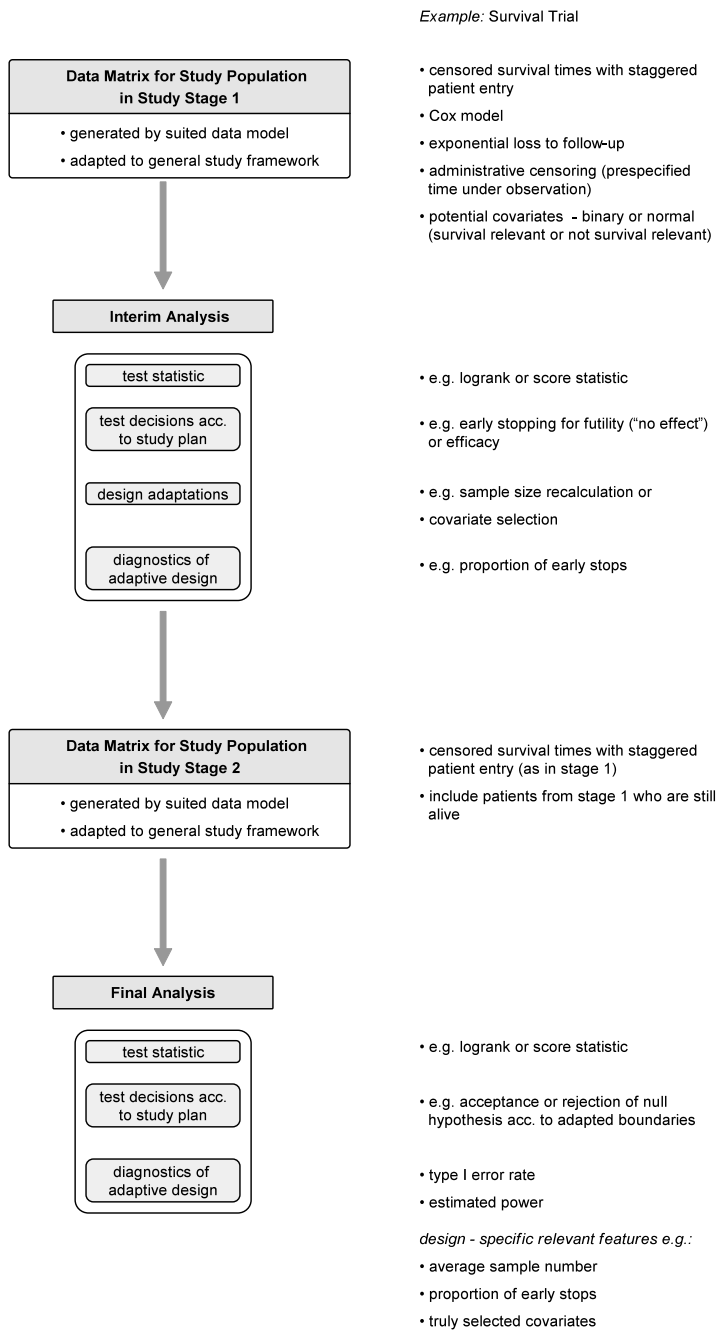 Example: Survival Trial
Data Matrix for Study Population
in Study Stage 1
• generated by suited data model
• adapted to general study framework
• censored survival times with staggered
patient entry
• Cox model
• exponential loss to follow-up
• administrative censoring (prespecified
time under observation)
• potential covariates - binary or normal
(survival relevant or not survival relevant)
Interim Analysis
test statistic
• e.g. logrank or score statistic
test decisions acc.
to study plan
• e.g. early stopping for futility (“no effect”)
or efficacy
design adaptations
• e.g. sample size recalculation or
• covariate selection
diagnostics of
adaptive design
• e.g. proportion of early stops
Data Matrix for Study Population
in Study Stage 2
• generated by suited data model
• adapted to general study framework
• censored survival times with staggered
patient entry (as in stage 1)
• include patients from stage 1 who are still
alive
Final Analysis
test statistic
• e.g. logrank or score statistic
test decisions acc.
to study plan
• e.g. acceptance or rejection of null
hypothesis acc. to adapted boundaries
diagnostics of
adaptive design
• type I error rate
• estimated power
design - specific relevant features e.g.:
• average sample number
• proportion of early stops
• truly selected covariates